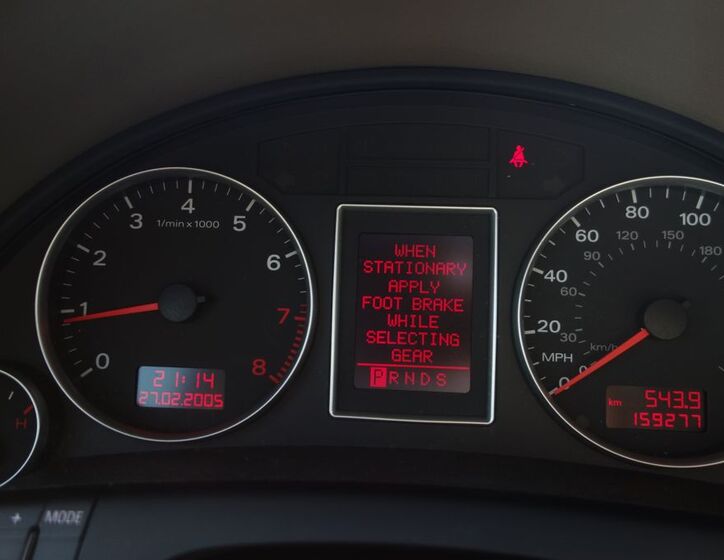 0
1
2
3
4
5
6
7
8
1/min x 1000
21:14
27.02.2005
WHEN
STATIONARY
APPLY
FOOT BRAKE
WHILE
SELECTING
GEAR
PRNDS
0
20
40
60
80
100
30
60
90
120
150
180
MPH
km/h
km 543.9
159277
H
+ MODE